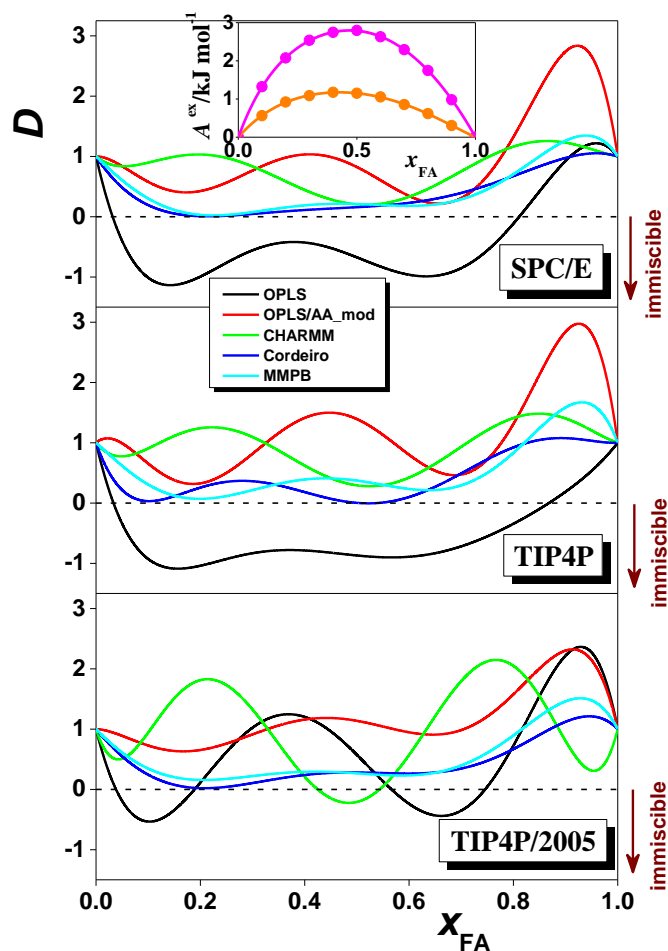 3
2
1
0
-1
D
3
2
1
0
A ex/kJ mol-1
0.0
0.5
1.0
xFA
SPC/E
immiscible
OPLS
OPLS/AA_mod
CHARMM
Cordeiro
MMPB
3
2
1
0
-1
TIP4P
immiscible
3
2
1
0
-1
TIP4P/2005
immiscible
0.0
0.2
0.4
0.6
0.8
1.0
xFA